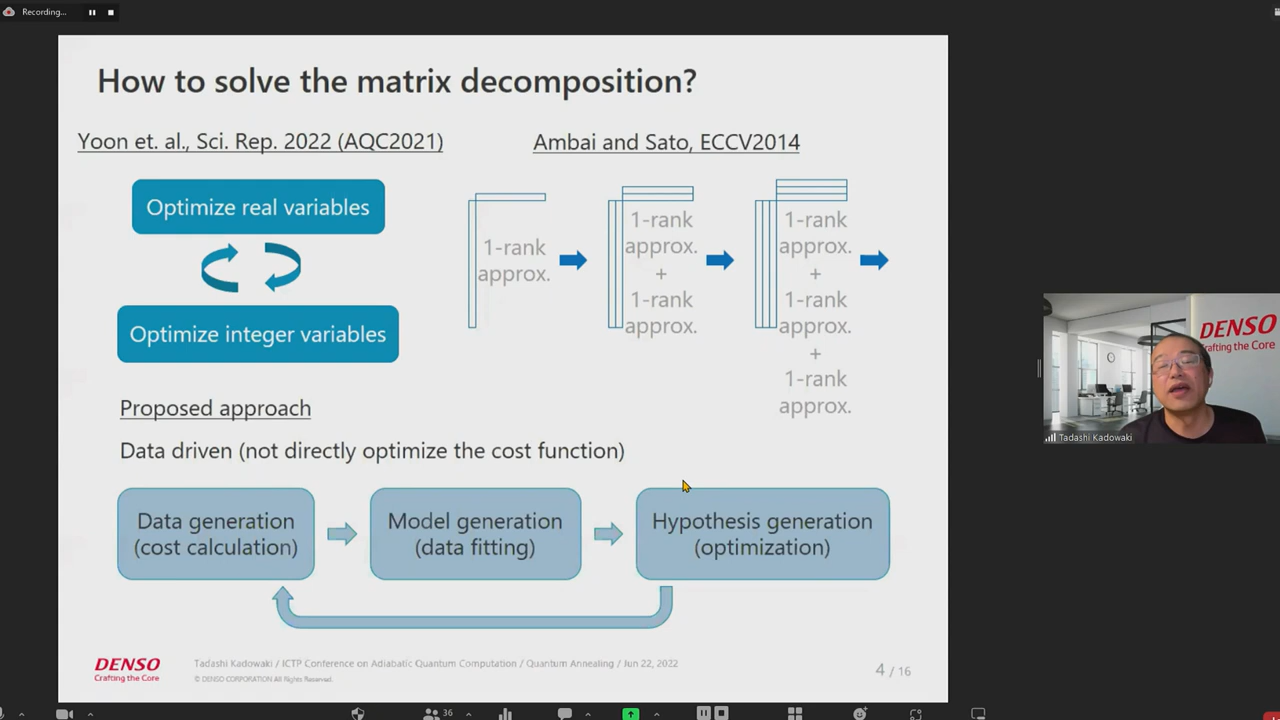 Recording...
How to solve the matrix decomposition?
Yoon et. al., Sci. Rep. 2022 (AQC2021)
Ambai and Sato, ECCV2014
Optimize real variables
Optimize integer variables
1-rank
approx.
1-rank
approx.
+
1-rank
approx.
1-rank
approx.
+
1-rank
approx.
+
1-rank
approx.
Proposed approach
Data driven (not directly optimize the cost function)
Data generation
(cost calculation)
Model generation
(data fitting)
Hypothesis generation
(optimization)
DENSO
Crafting the Core
Tadashi Kadowaki / ICTP Conference on Adiabatic Quantum Computation / Quantum Annealing / Jun 22, 2022
© DENSO CORPORATION All Rights Reserved.
4 / 16
DENSO
Crafting the Core
Tadashi Kadowaki
36